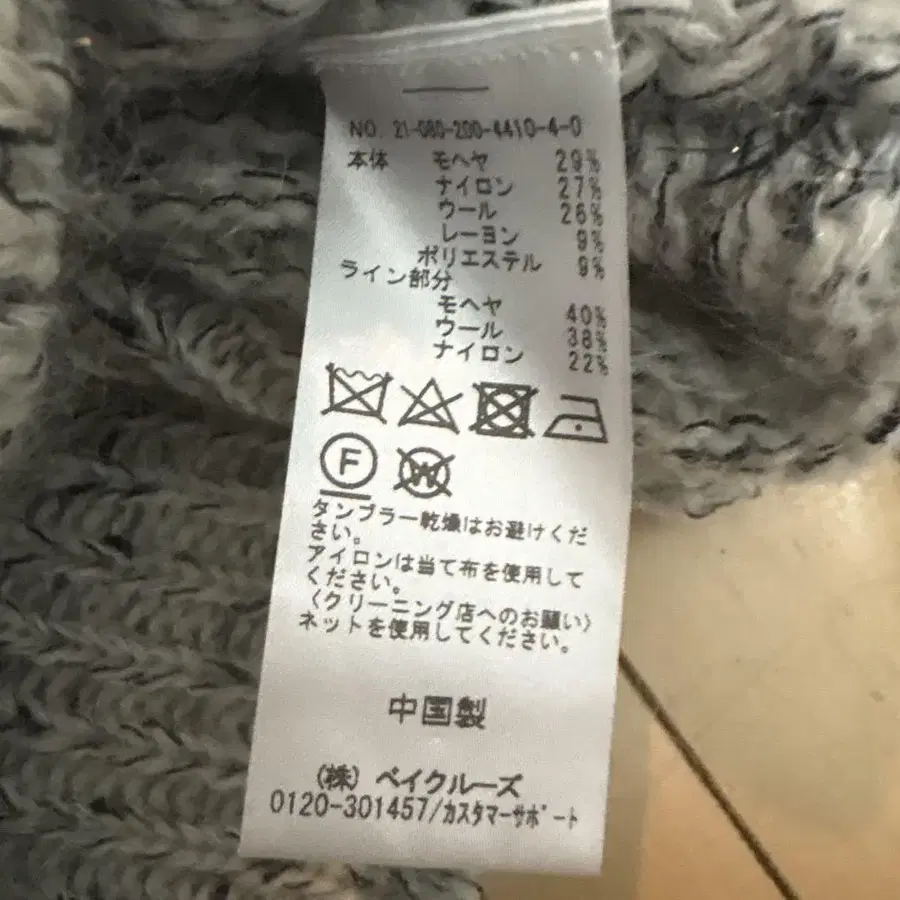 NO. 21-080-200-4410-4-0
本体 モヘヤ 29%
ナイロン 27%
ウール 26%
レーヨン 9%
ポリエステル 9%
ライン部分
モヘヤ 40%
ウール 38%
ナイロン 22%
F W
タンブラー乾燥はお避けくだ
さい。
アイロンは当て布を使用して
ください。
〈クリーニング店へのお願い〉
ネットを使用してください。
中国製
(株) ベイクルーズ
0120-301457/カスタマーサポート